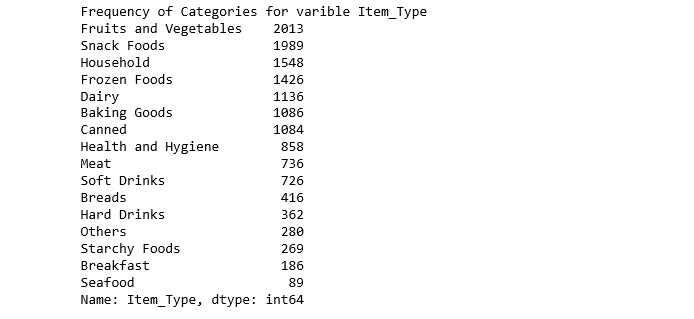 Frequency of Categories for varible Item_Type
Fruits and Vegetables    2013
Snack Foods              1989
Household                1548
Frozen Foods             1426
Dairy                    1136
Baking Goods             1086
Canned                   1084
Health and Hygiene        858
Meat                      736
Soft Drinks               726
Breads                    416
Hard Drinks               362
Others                    280
Starchy Foods             269
Breakfast                 186
Seafood                    89
Name: Item_Type, dtype: int64